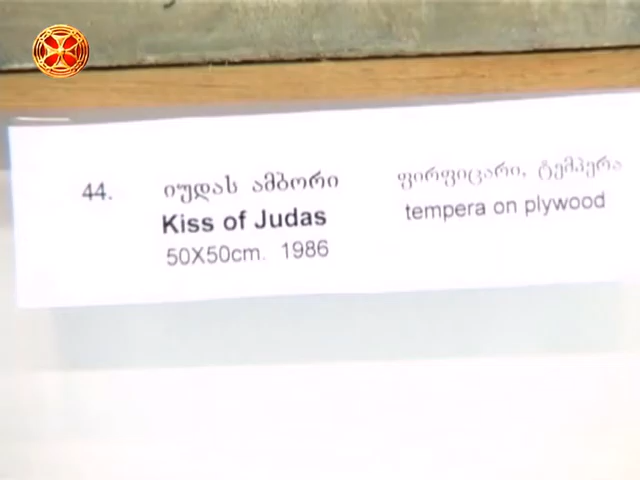 44. იუდას ამბორი ფირფიცარი, ტემპერა
Kiss of Judas tempera on plywood
50X50cm. 1986